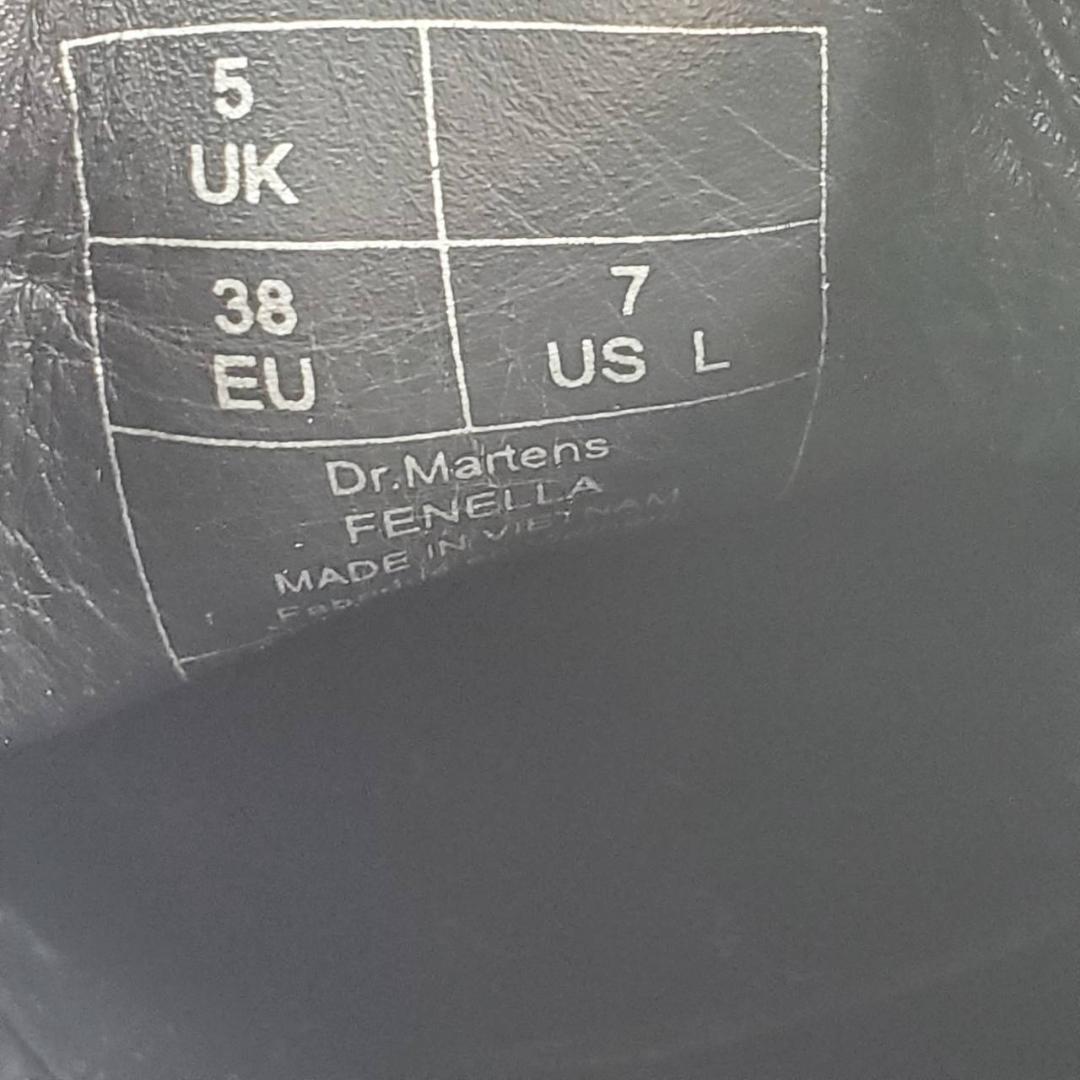 5
UK
38
EU
7
US L
Dr.Martens
FENELLA
MADE IN VIETNAM